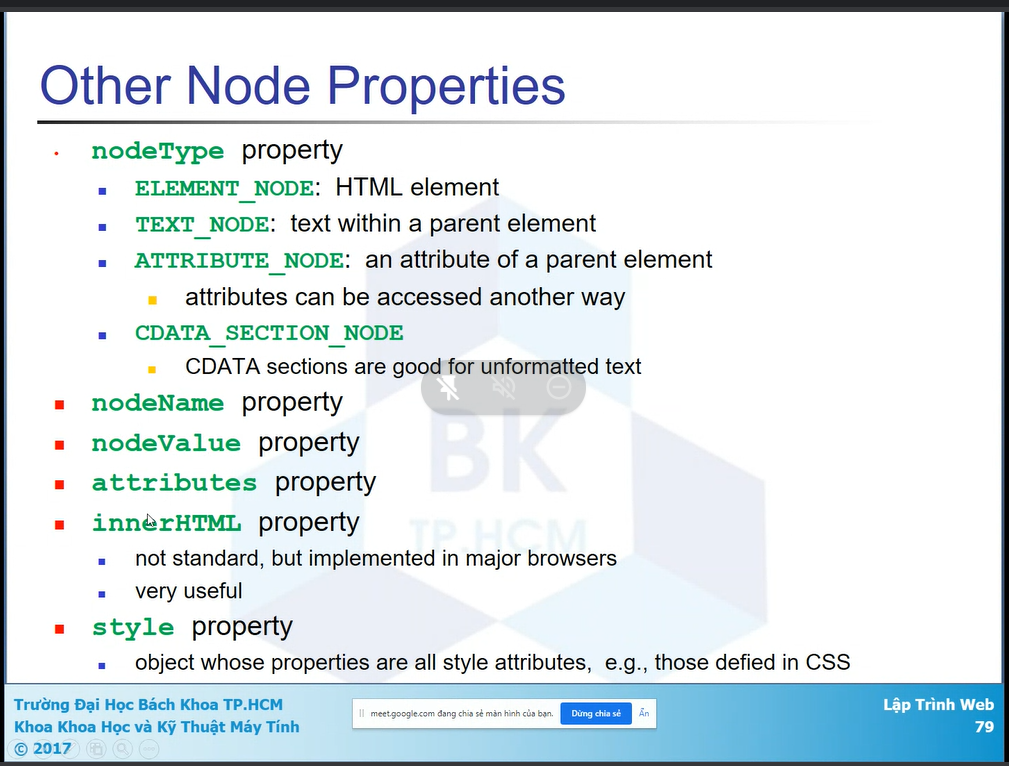 Other Node Properties
nodeType property
ELEMENT_NODE: HTML element
TEXT_NODE: text within a parent element
ATTRIBUTE_NODE: an attribute of a parent element
attributes can be accessed another way
CDATA_SECTION_NODE
CDATA sections are good for unformatted text
nodeName property
nodeValue property
attributes property
innerHTML property
not standard, but implemented in major browsers
very useful
style property
object whose properties are all style attributes, e.g., those defied in CSS
BK
TP.HCM
Trường Đại Học Bách Khoa TP.HCM
Khoa Khoa Học và Kỹ Thuật Máy Tính
© 2017
meet.google.com đang chia sẻ màn hình của bạn. Dừng chia sẻ Ẩn
Lập Trình Web
79